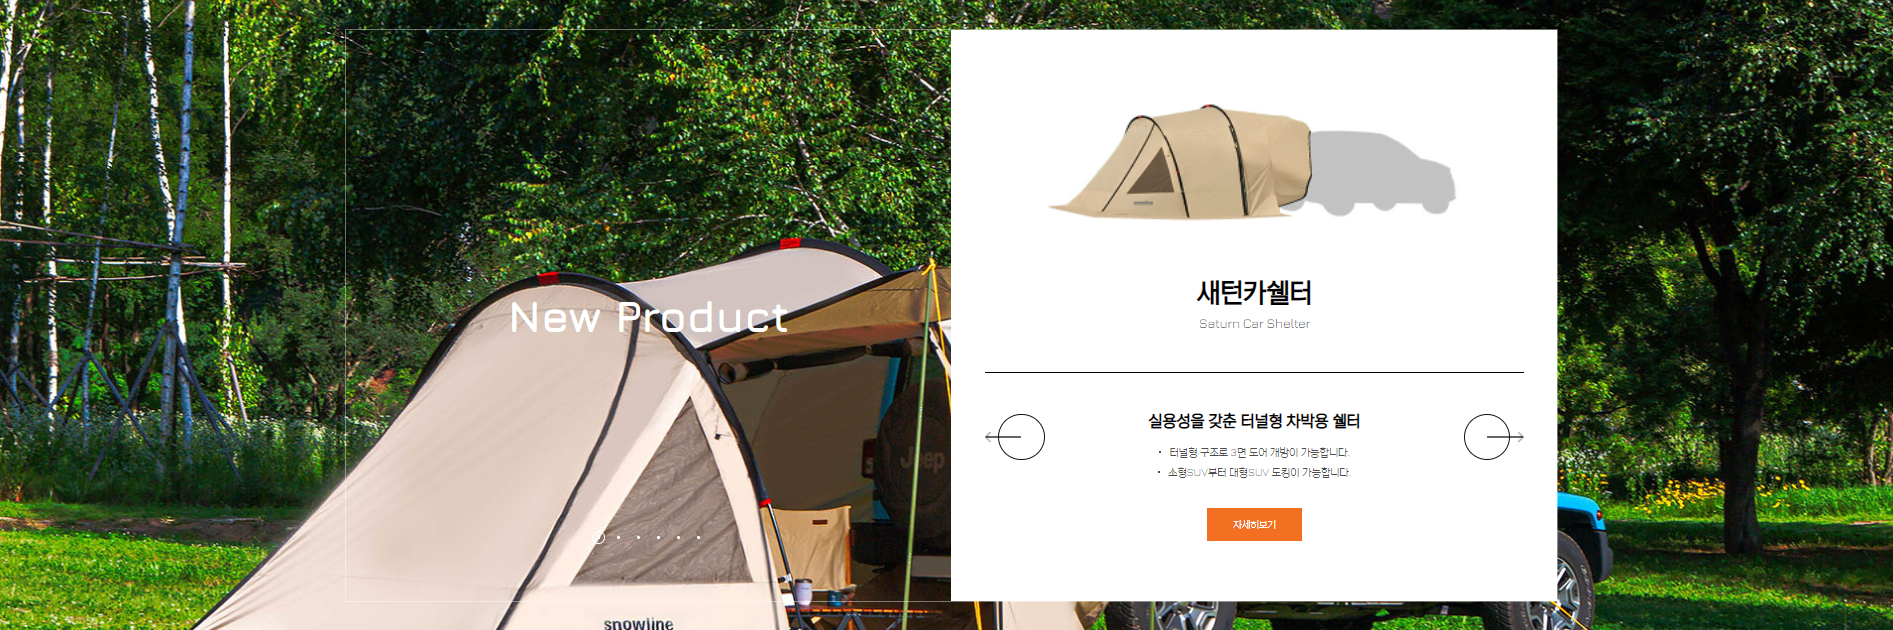 New Product
snowline
Jeep
snowline
새턴카쉘터
Saturn Car Shelter
실용성을 갖춘 터널형 차박용 쉘터
· 터널형 구조로 3면 도어 개방이 가능합니다.
· 소형SUV부터 대형SUV 도킹이 가능합니다.
자세히보기